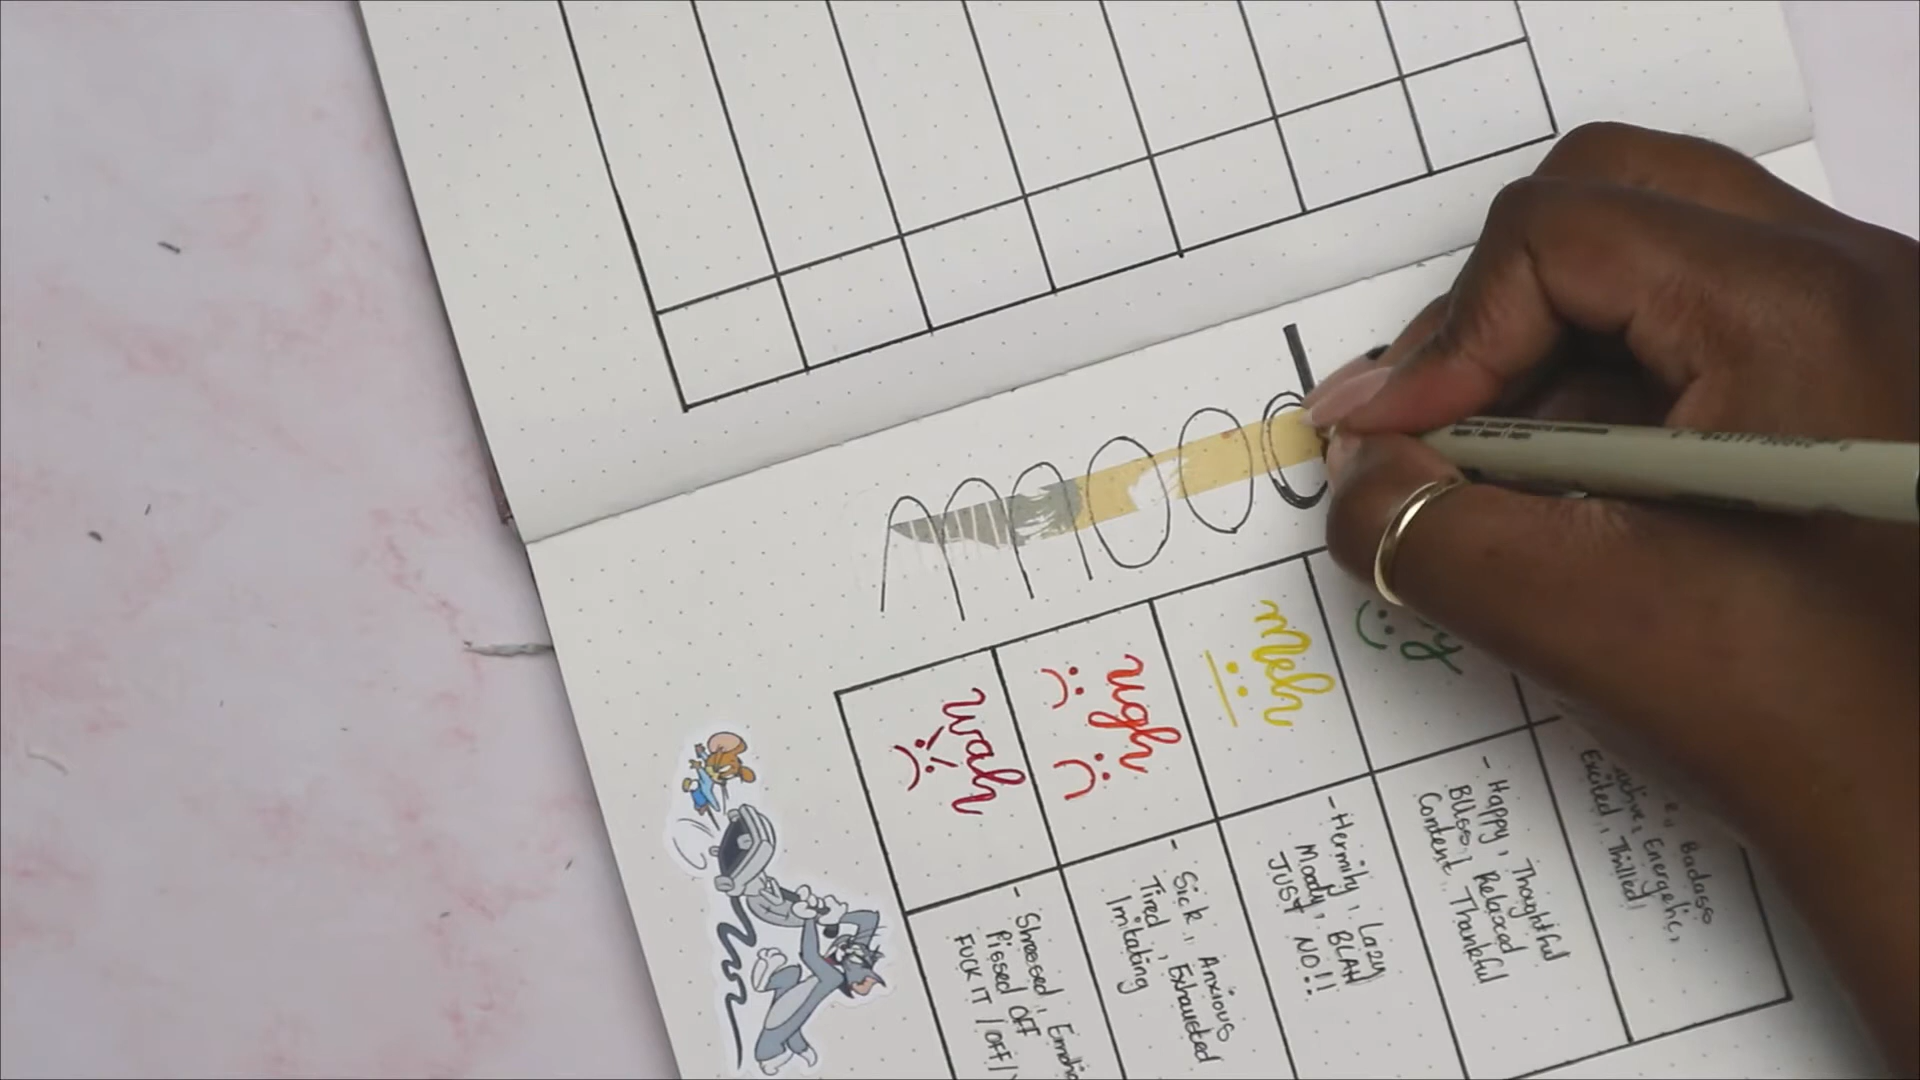 mood
wah
ugh
Meh
- Stressed, 
Pissed OFF
FUCK IT / OFF /
- Sick, Anxious
Tired, Exhausted
Irritating
- Hermity, Lazy
Moody, BLAH
JUST NO!!
- Happy, Thoughtful
Bliss, Relaxed
Content, Thankful
Badass
Energetic,
Excited, Thrilled